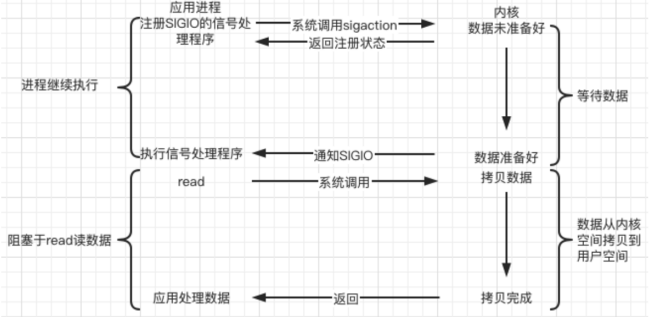 应用进程
内核
注册SIGIO的信号处
理程序
系统调用sigaction
数据未准备好
返回注册状态
进程继续执行
等待数据
执行信号处理程序
通知SIGIO
数据准备好
read
系统调用
拷贝数据
阻塞于read读数据
数据从内核
空间拷贝到
用户空间
应用处理数据
返回
拷贝完成